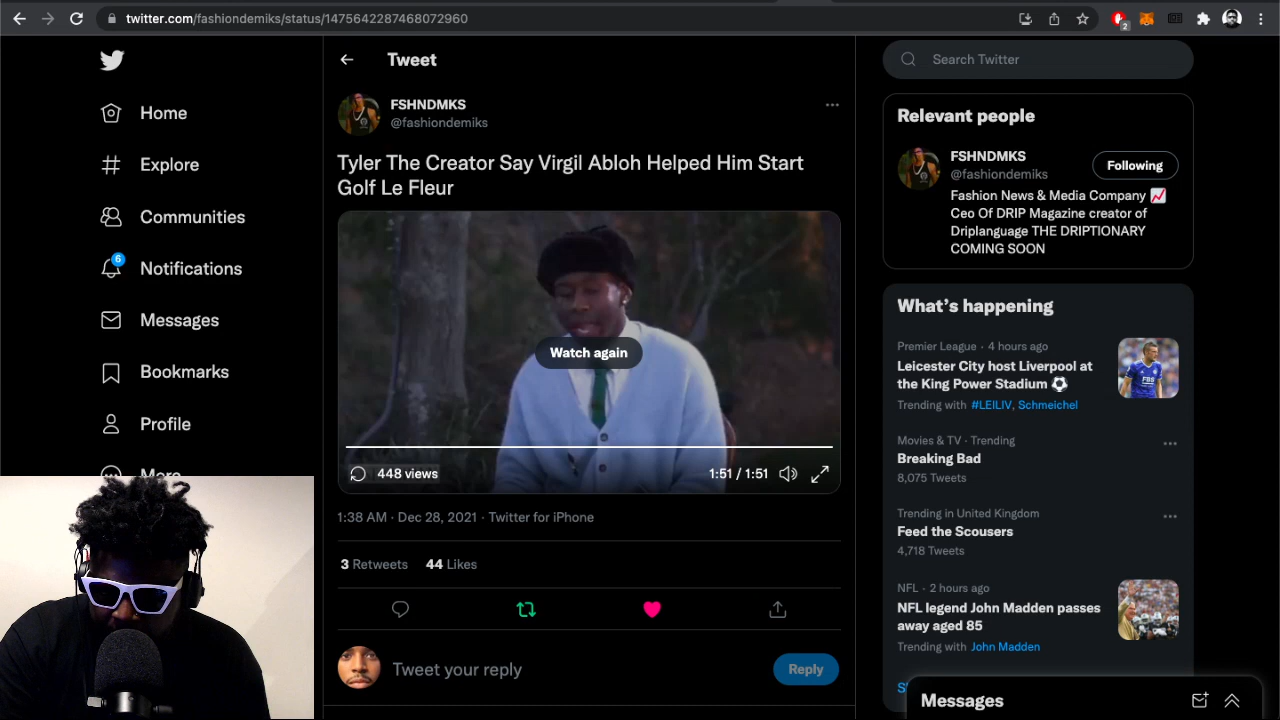 twitter.com/fashiondemiks/status/1475642287468072960
2
Home
Explore
Communities
6
Notifications
Messages
Bookmarks
Profile
More
Tweet
FSHNDMKS
@fashiondemiks
Tyler The Creator Say Virgil Abloh Helped Him Start
Golf Le Fleur
Watch again
448 views
1:51 / 1:51
1:38 AM · Dec 28, 2021 · Twitter for iPhone
3 Retweets 44 Likes
Tweet your reply
Reply
Search Twitter
Relevant people
FSHNDMKS
@fashiondemiks
Following
Fashion News & Media Company 📈
Ceo Of DRIP Magazine creator of
Driplanguage THE DRIPTIONARY
COMING SOON
What's happening
Premier League · 4 hours ago
Leicester City host Liverpool at
the King Power Stadium ⚽
Trending with #LEILIV, Schmeichel
Movies & TV · Trending
Breaking Bad
8,075 Tweets
Trending in United Kingdom
Feed the Scousers
4,718 Tweets
NFL · 2 hours ago
NFL legend John Madden passes
away aged 85
Trending with John Madden
Messages